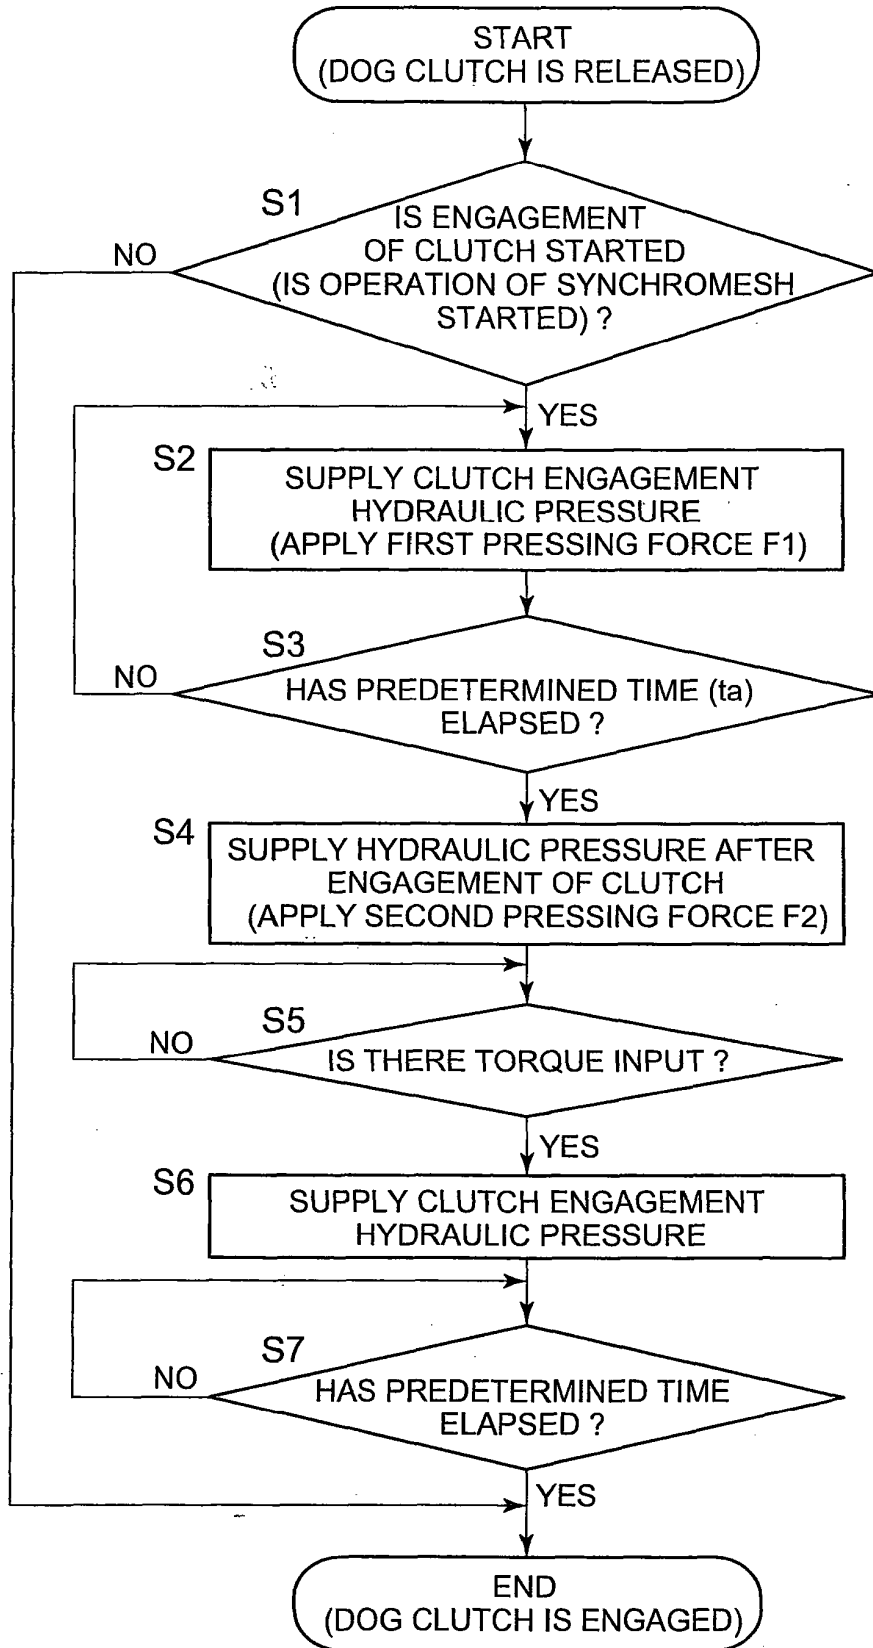 START
(DOG CLUTCH IS RELEASED)
S1
IS ENGAGEMENT
OF CLUTCH STARTED
(IS OPERATION OF SYNCHROMESH
STARTED) ?
NO
YES
S2
SUPPLY CLUTCH ENGAGEMENT
HYDRAULIC PRESSURE
(APPLY FIRST PRESSING FORCE F1)
S3
NO
HAS PREDETERMINED TIME (ta)
ELAPSED ?
YES
S4
SUPPLY HYDRAULIC PRESSURE AFTER
ENGAGEMENT OF CLUTCH
(APPLY SECOND PRESSING FORCE F2)
S5
NO
IS THERE TORQUE INPUT ?
YES
S6
SUPPLY CLUTCH ENGAGEMENT
HYDRAULIC PRESSURE
S7
NO
HAS PREDETERMINED TIME
ELAPSED ?
YES
END
(DOG CLUTCH IS ENGAGED)